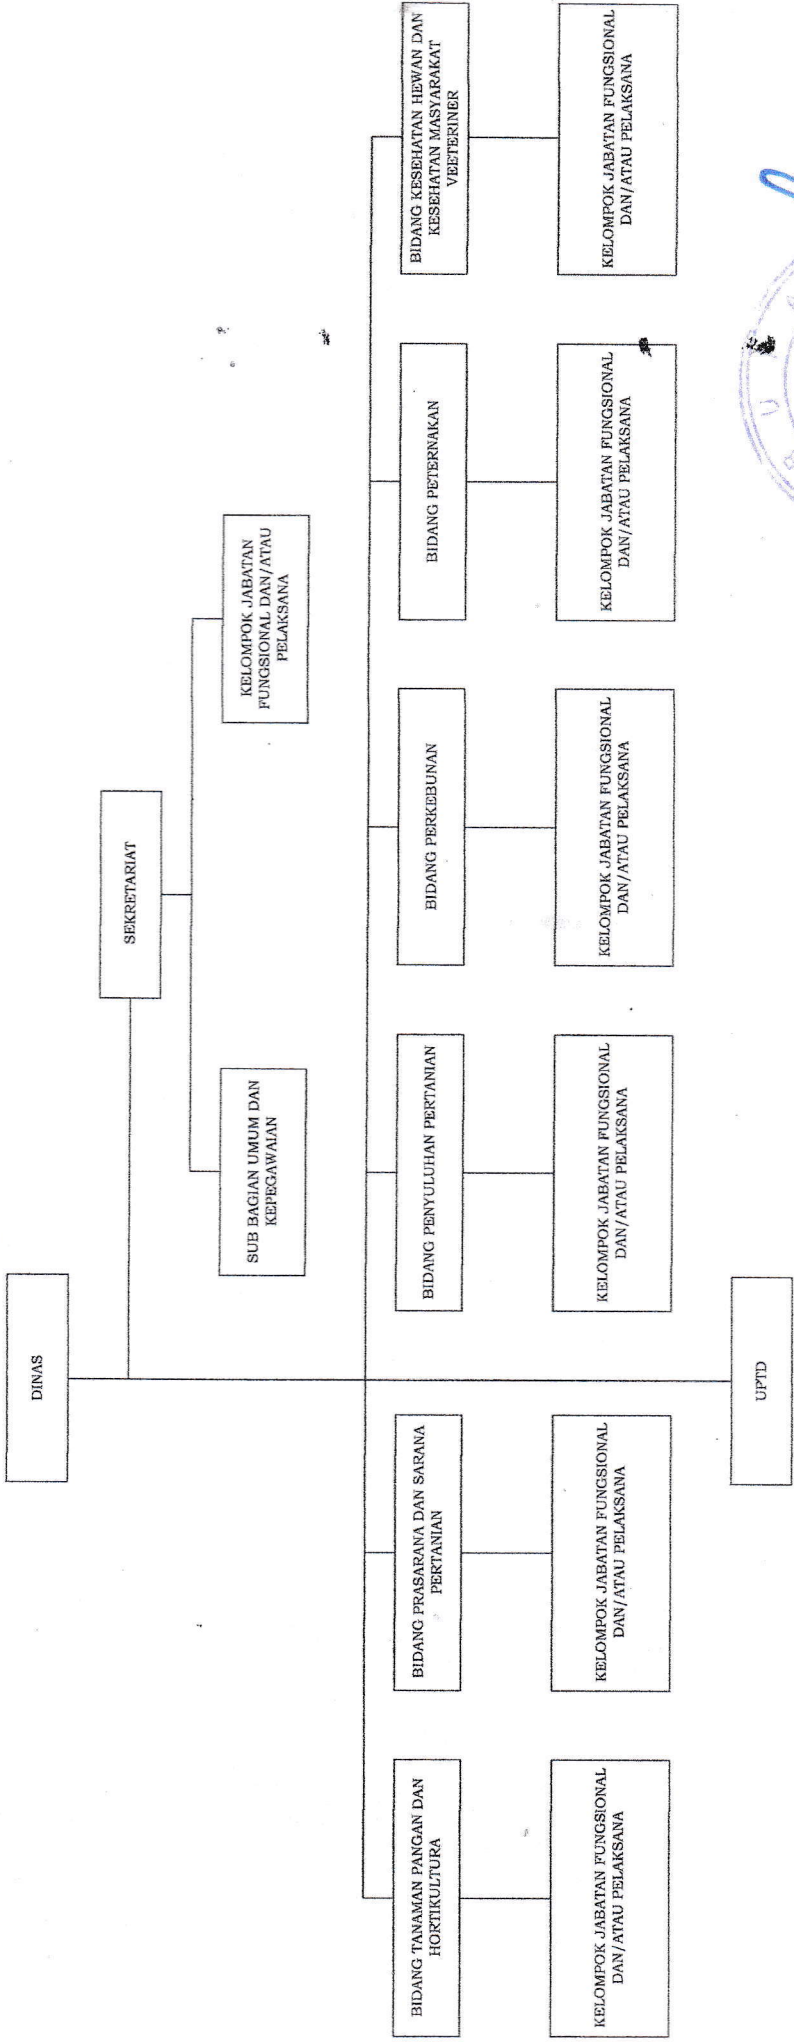 DINAS
SEKRETARIAT
SUB BAGIAN UMUM DAN
KEPEGAWAIAN
KELOMPOK JABATAN
FUNGSIONAL DAN/ATAU
PELAKSANA
BIDANG TANAMAN PANGAN DAN
HORTIKULTURA
BIDANG PRASARANA DAN SARANA
PERTANIAN
BIDANG PENYULUHAN PERTANIAN
BIDANG PERKEBUNAN
BIDANG PETERNAKAN
BIDANG KESEHATAN HEWAN DAN
KESEHATAN MASYARAKAT
VEETERINER
KELOMPOK JABATAN FUNGSIONAL
DAN/ATAU PELAKSANA
KELOMPOK JABATAN FUNGSIONAL
DAN/ATAU PELAKSANA
KELOMPOK JABATAN FUNGSIONAL
DAN/ATAU PELAKSANA
KELOMPOK JABATAN FUNGSIONAL
DAN/ATAU PELAKSANA
KELOMPOK JABATAN FUNGSIONAL
DAN/ATAU PELAKSANA
KELOMPOK JABATAN FUNGSIONAL
DAN/ATAU PELAKSANA
UPTD